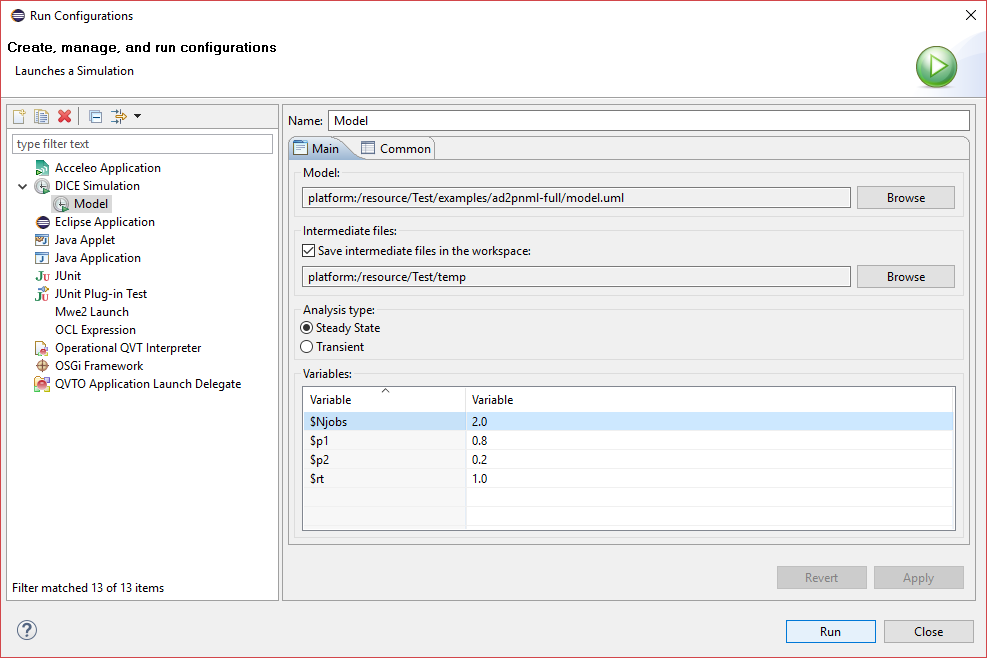 Run Configurations
Create, manage, and run configurations
Launches a Simulation
type filter text
Acceleo Application
DICE Simulation
Model
Eclipse Application
Java Applet
Java Application
Ju JUnit
JUnit Plug-in Test
Mwe2 Launch
OCL Expression
Operational QVT Interpreter
OSGi Framework
QVTO Application Launch Delegate
Filter matched 13 of 13 items
Name: Model
Main Common
Model:
platform:/resource/Test/examples/ad2pnml-full/model.uml Browse
Intermediate files:
Save intermediate files in the workspace:
platform:/resource/Test/temp Browse
Analysis type:
Steady State
Transient
Variables:
Variable Variable
$Njobs 2.0
$p1 0.8
$p2 0.2
$rt 1.0
Revert Apply
? Run Close